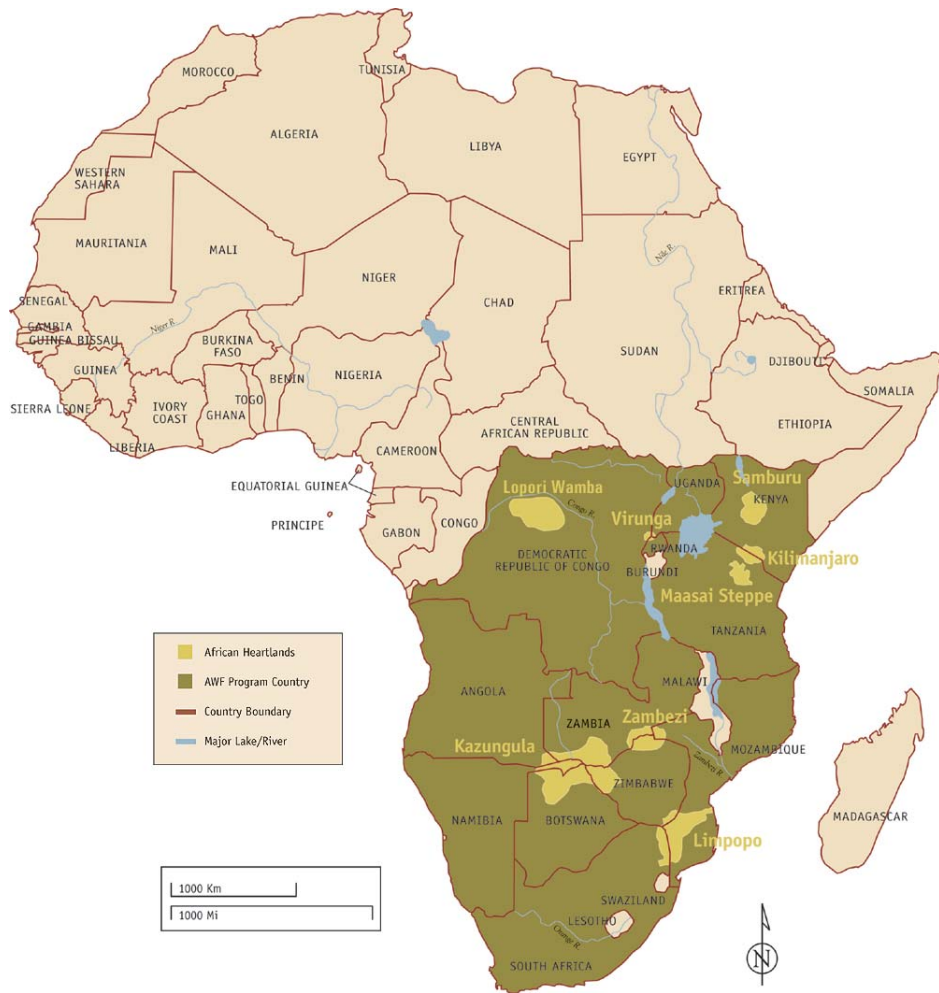 MOROCCO
TUNISIA
ALGERIA
LIBYA
EGYPT
WESTERN
SAHARA
MAURITANIA
MALI
NIGER
CHAD
Nile R.
SUDAN
ERITREA
SENEGAL
GAMBIA
GUINEA BISSAU
Niger R.
BURKINA
FASO
GUINEA
BENIN
NIGERIA
DJIBOUTI
SOMALIA
SIERRA LEONE
IVORY
COAST
GHANA
TOGO
LIBERIA
CENTRAL
AFRICAN REPUBLIC
ETHIOPIA
CAMEROON
EQUATORIAL GUINEA
PRINCIPE
GABON
CONGO
Lopori Wamba
Congo R.
UGANDA
Samburu
KENYA
Virunga
RWANDA
DEMOCRATIC
REPUBLIC OF CONGO
BURUNDI
Kilimanjaro
Maasai Steppe
TANZANIA
African Heartlands
AWF Program Country
Country Boundary
Major Lake/River
ANGOLA
MALAWI
ZAMBIA
Zambezi
Kazungula
MOZAMBIQUE
Zambezi R.
ZIMBABWE
NAMIBIA
BOTSWANA
MADAGASCAR
Limpopo
1000 Km
1000 Mi
SWAZILAND
LESOTHO
Orange R.
SOUTH AFRICA
N